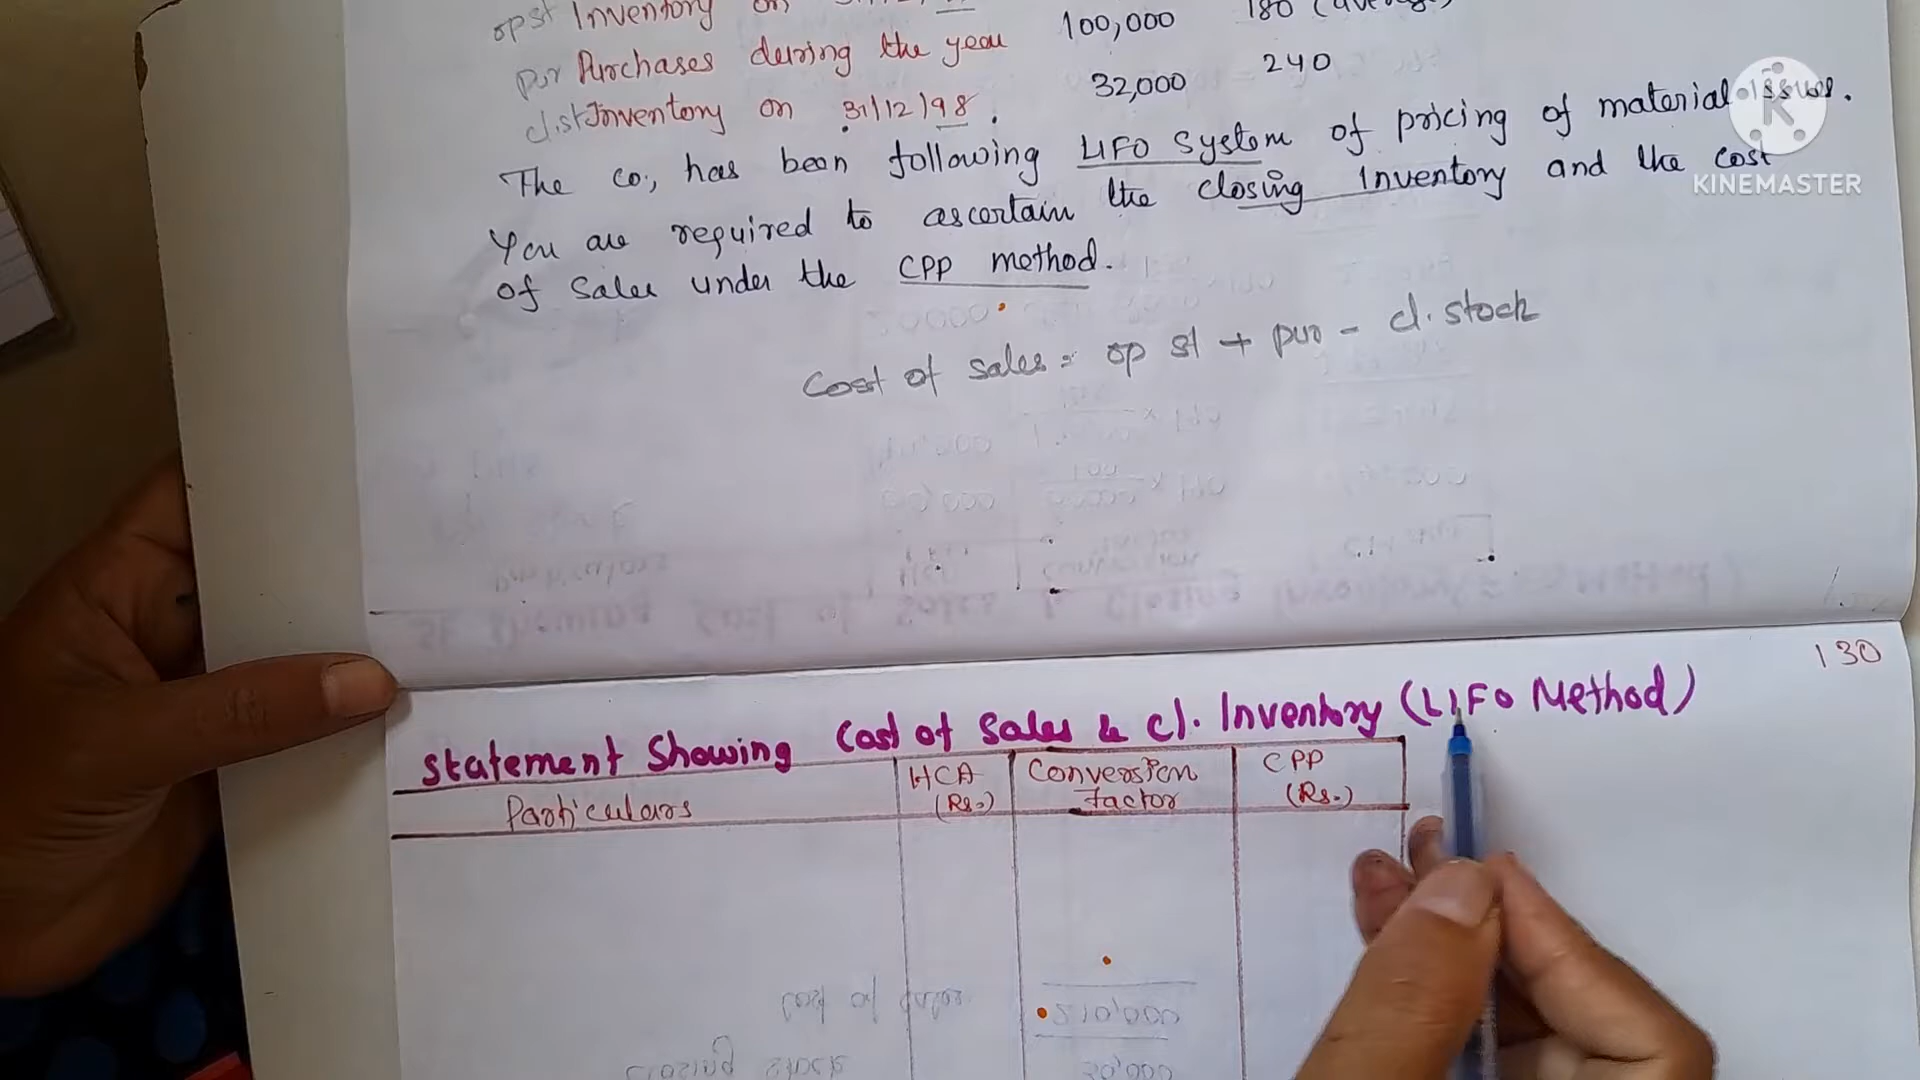 op st Inventory on
pur Purchases during the year 100,000 180
cl.st Inventory on 31/12/98. 32,000 240
The co., has been following LIFO system of pricing of material issues.
You are required to ascertain the closing Inventory and the cost
of sales under the CPP method.
KINEMASTER
Cost of sales = op st + pur - cl. stock
130
Statement Showing Cost of Sales & Cl. Inventory (LIFO Method)
Particulars HCA (Rs.) Conversion factor CPP (Rs.)